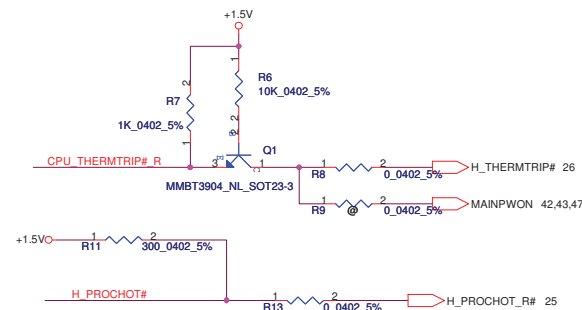 +1.5V
1
R6
10K_0402_5%
2
R7
1K_0402_5%
1
2
2
B
Q1
CPU_THERMTRIP#_R
3
E
1
C
MMBT3904_NL_SOT23-3
1
2
R8
0_0402_5%
H_THERMTRIP# 26
1
2
R9
@
0_0402_5%
MAINPWON 42,43,47
+1.5V
1
2
R11
300_0402_5%
H_PROCHOT#
1
2
R13
0_0402_5%
H_PROCHOT_R# 25